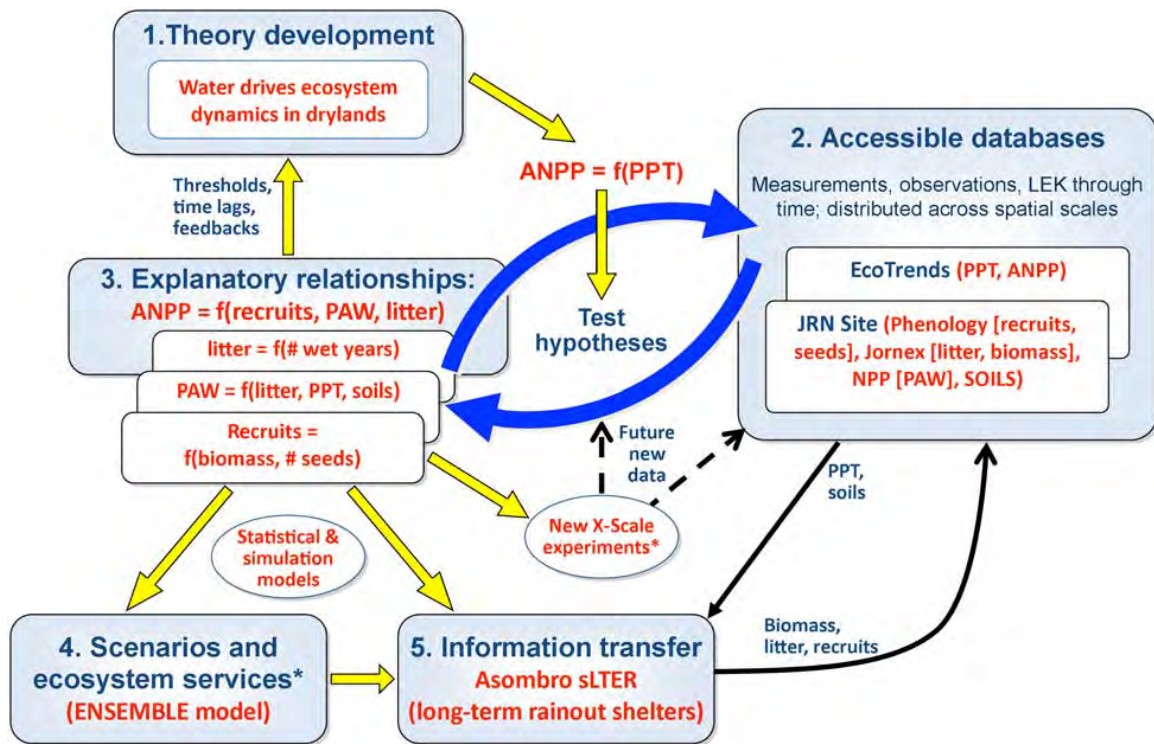 1.Theory development
Water drives ecosystem
dynamics in drylands
ANPP = f(PPT)
Thresholds,
time lags,
feedbacks
2. Accessible databases
Measurements, observations, LEK through
time; distributed across spatial scales
EcoTrends (PPT, ANPP)
JRN Site (Phenology [recruits,
seeds], Jornex [litter, biomass],
NPP [PAW], SOILS)
3. Explanatory relationships:
ANPP = f(recruits, PAW, litter)
litter = f(# wet years)
PAW = f(litter, PPT, soils)
Recruits =
f(biomass, # seeds)
Test
hypotheses
Future
new
data
New X-Scale
experiments*
PPT,
soils
Statistical &
simulation
models
Biomass,
litter, recruits
4. Scenarios and
ecosystem services*
(ENSEMBLE model)
5. Information transfer
Asombro sLTER
(long-term rainout shelters)